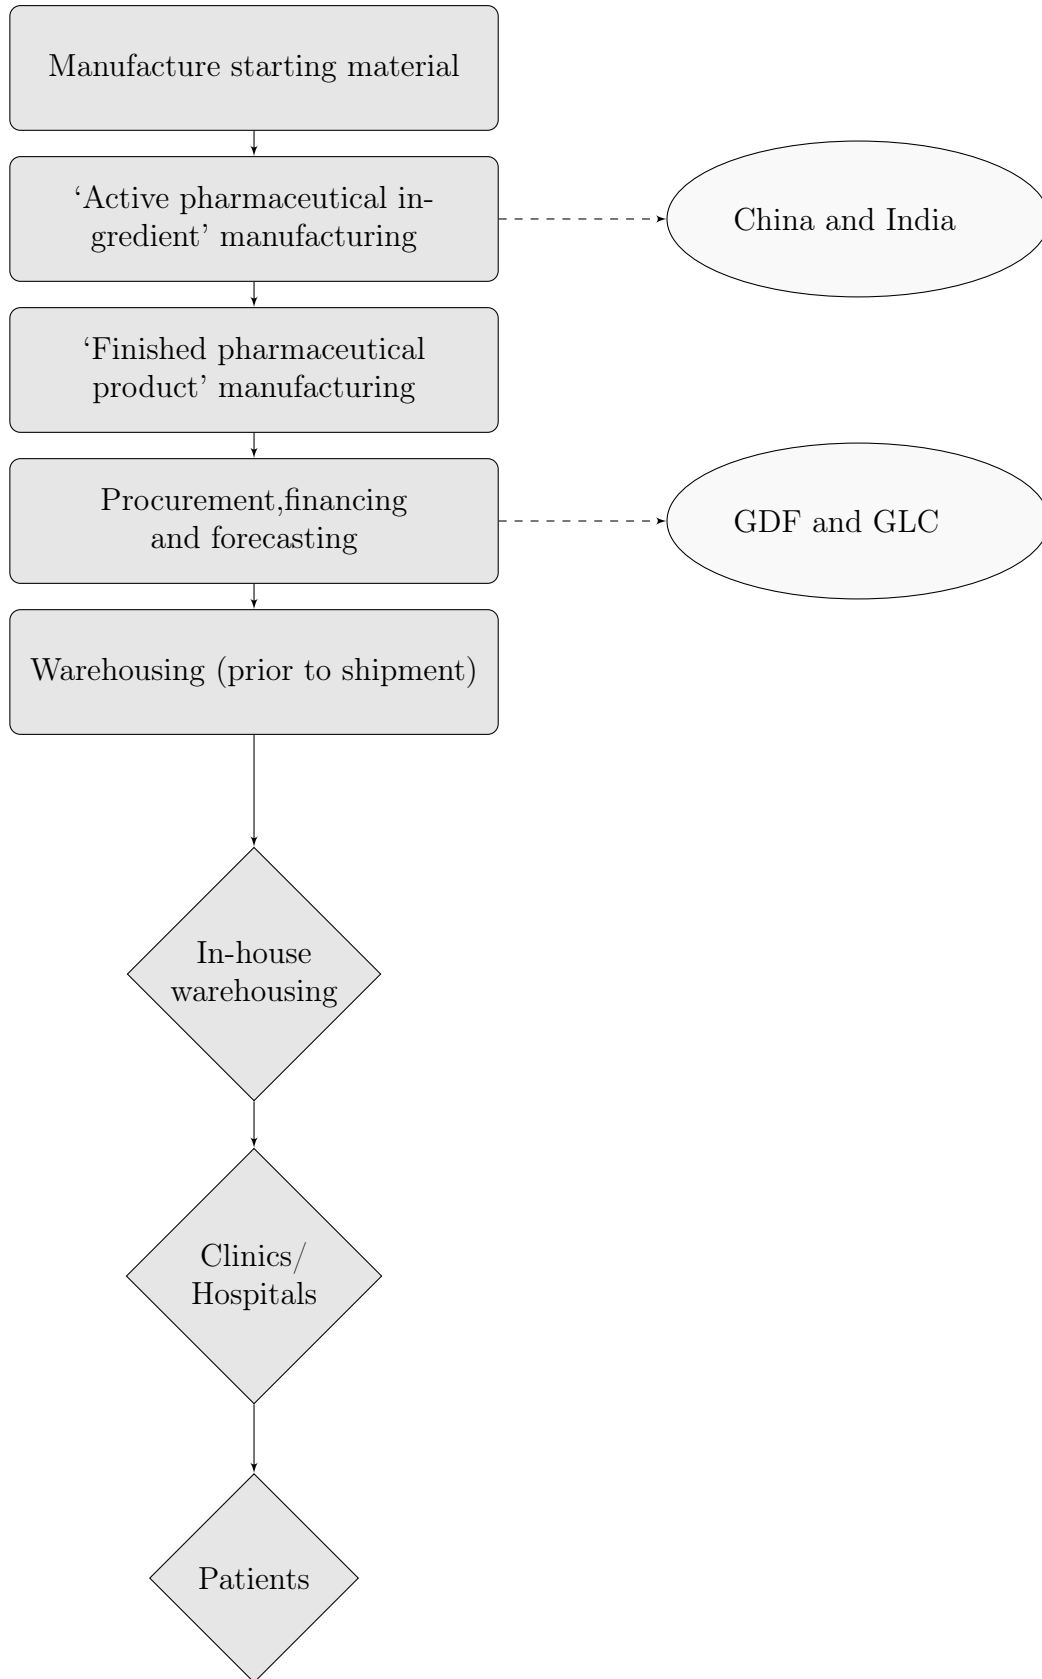 Manufacture starting material
‘Active pharmaceutical in-
gredient’ manufacturing
China and India
‘Finished pharmaceutical
product’ manufacturing
Procurement,financing
and forecasting
GDF and GLC
Warehousing (prior to shipment)
In-house
warehousing
Clinics/
Hospitals
Patients